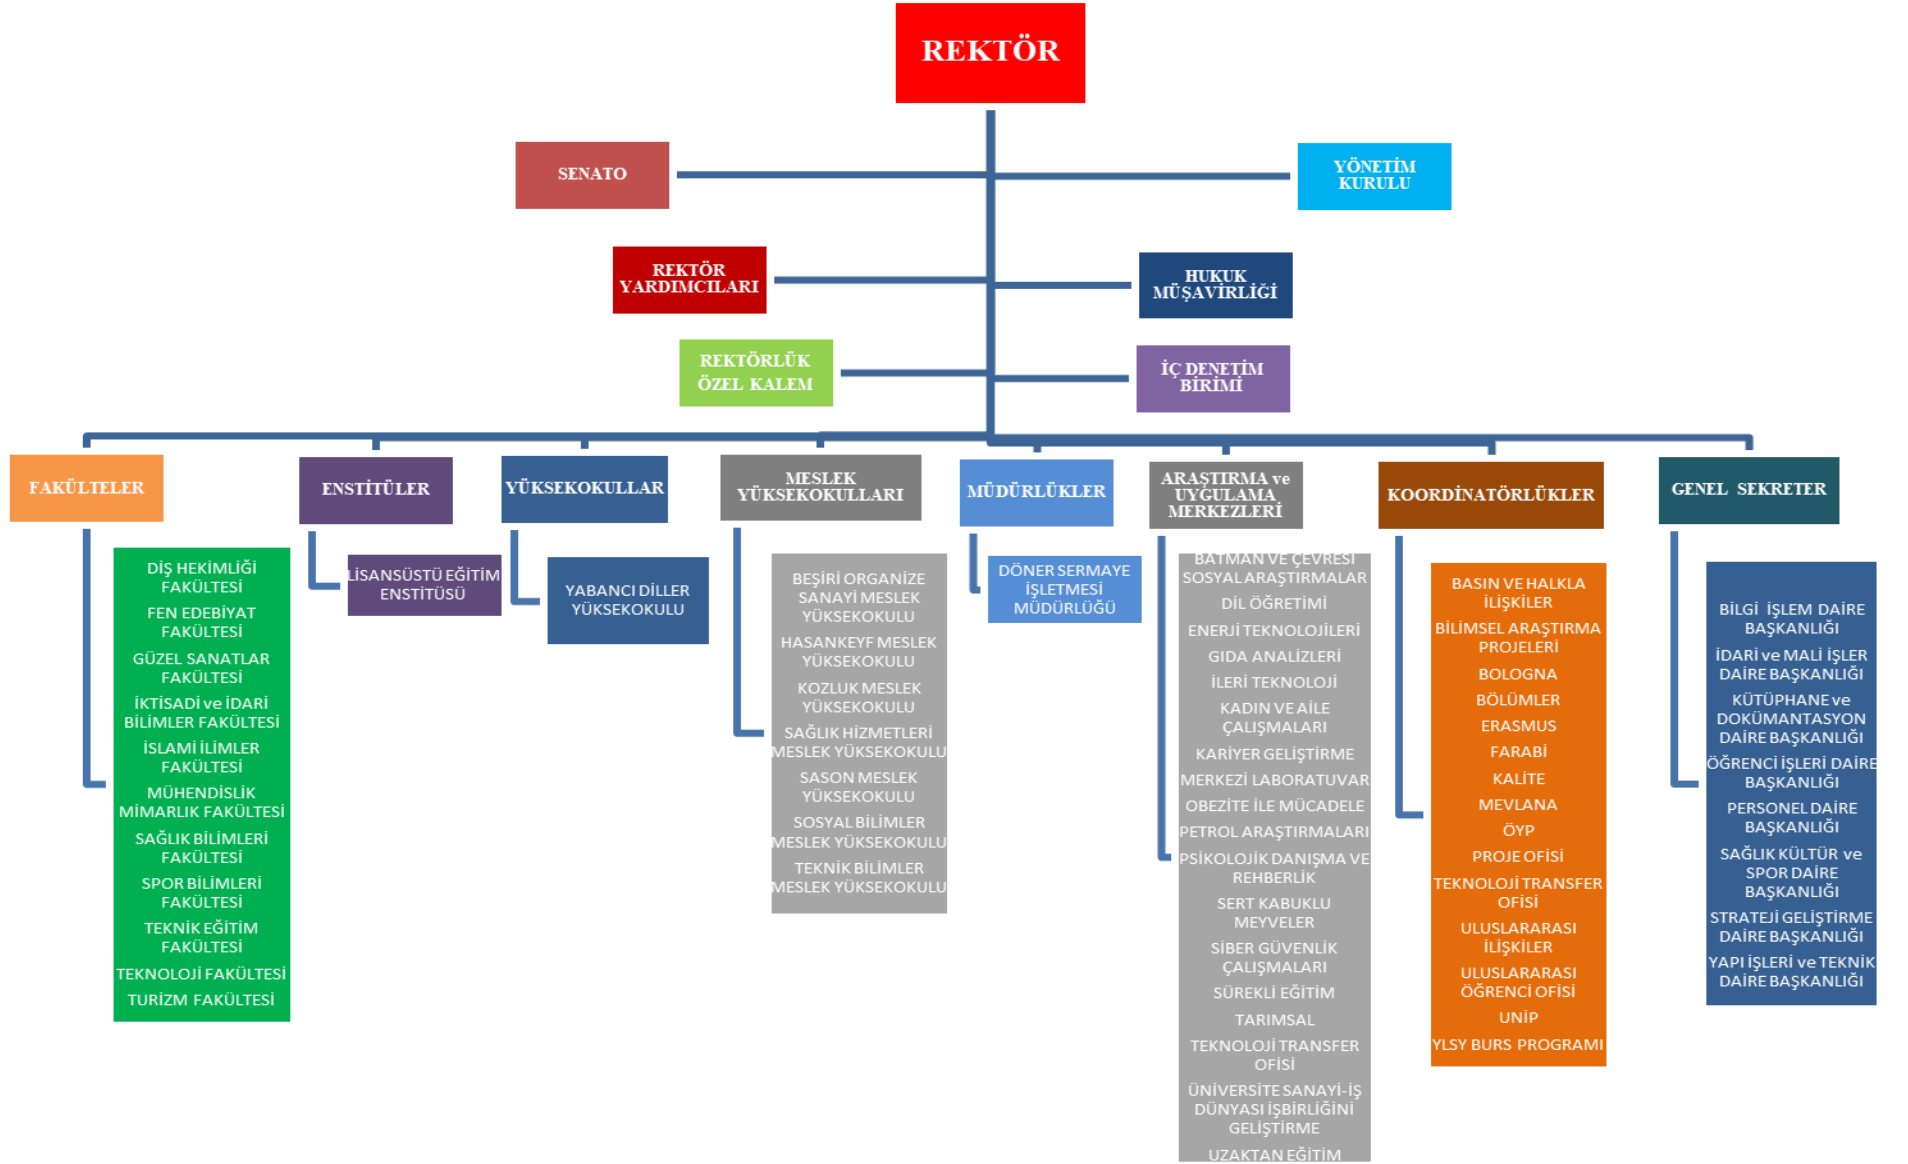 REKTÖR
SENATO
YÖNETİM
KURULU
REKTÖR
YARDIMCILARI
HUKUK
MÜŞAVİRLİĞİ
REKTÖRLÜK
ÖZEL KALEM
İÇ DENETİM
BİRİMİ
FAKÜLTELER
DİŞ HEKİMLİĞİ
FAKÜLTESİ
FEN EDEBİYAT
FAKÜLTESİ
GÜZEL SANATLAR
FAKÜLTESİ
İKTİSADİ ve İDARİ
BİLİMLER FAKÜLTESİ
İSLAMİ İLİMLER
FAKÜLTESİ
MÜHENDİSLİK
MİMARLIK FAKÜLTESİ
SAĞLIK BİLİMLERİ
FAKÜLTESİ
SPOR BİLİMLERİ
FAKÜLTESİ
TEKNİK EĞİTİM
FAKÜLTESİ
TEKNOLOJİ FAKÜLTESİ
TURİZM FAKÜLTESİ
ENSTİTÜLER
LİSANSÜSTÜ EĞİTİM
ENSTİTÜSÜ
YÜKSEKOKULLAR
YABANCI DİLLER
YÜKSEKOKULU
MESLEK
YÜKSEKOKULLARI
BEŞİRİ ORGANİZE
SANAYİ MESLEK
YÜKSEKOKULU
HASANKEYF MESLEK
YÜKSEKOKULU
KOZLUK MESLEK
YÜKSEKOKULU
SAĞLIK HİZMETLERİ
MESLEK YÜKSEKOKULU
SASON MESLEK
YÜKSEKOKULU
SOSYAL BİLİMLER
MESLEK YÜKSEKOKULU
TEKNİK BİLİMLER
MESLEK YÜKSEKOKULU
MÜDÜRLÜKLER
DÖNER SERMAYE
İŞLETMESİ
MÜDÜRLÜĞÜ
ARAŞTIRMA ve
UYGULAMA
MERKEZLERİ
BATMAN VE ÇEVRESİ
SOSYAL ARAŞTIRMALAR
DİL ÖĞRETİMİ
ENERJİ TEKNOLOJİLERİ
GIDA ANALİZLERİ
İLERİ TEKNOLOJİ
KADIN VE AİLE
ÇALIŞMALARI
KARİYER GELİŞTİRME
MERKEZİ LABORATUVAR
OBEZİTE İLE MÜCADELE
PETROL ARAŞTIRMALARI
PSİKOLOJİK DANIŞMA VE
REHBERLİK
SERT KABUKLU
MEYVELER
SİBER GÜVENLİK
ÇALIŞMALARI
SÜREKLİ EĞİTİM
TARIMSAL
TEKNOLOJİ TRANSFER
OFİSİ
ÜNİVERSİTE SANAYİ-İŞ
DÜNYASI İŞBİRLİĞİNİ
GELİŞTİRME
UZAKTAN EĞİTİM
KOORDİNATÖRLÜKLER
BASIN VE HALKLA
İLİŞKİLER
BİLİMSEL ARAŞTIRMA
PROJELERİ
BOLOGNA
BÖLÜMLER
ERASMUS
FARABİ
KALİTE
MEVLANA
ÖYP
PROJE OFİSİ
TEKNOLOJİ TRANSFER
OFİSİ
ULUSLARARASI
İLİŞKİLER
ULUSLARARASI
ÖĞRENCİ OFİSİ
UNİP
YLSY BURS PROGRAMI
GENEL SEKRETER
BİLGİ İŞLEM DAİRE
BAŞKANLIĞI
İDARİ ve MALİ İŞLER
DAİRE BAŞKANLIĞI
KÜTÜPHANE ve
DOKÜMANTASYON
DAİRE BAŞKANLIĞI
ÖĞRENCİ İŞLERİ DAİRE
BAŞKANLIĞI
PERSONEL DAİRE
BAŞKANLIĞI
SAĞLIK KÜLTÜR ve
SPOR DAİRE
BAŞKANLIĞI
STRATEJİ GELİŞTİRME
DAİRE BAŞKANLIĞI
YAPI İŞLERİ ve TEKNİK
DAİRE BAŞKANLIĞI